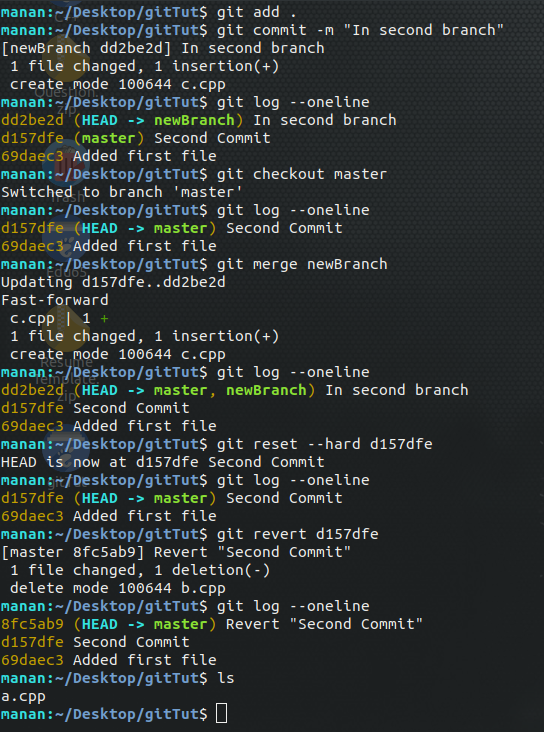 manan:~/Desktop/gitTut$ git add .
manan:~/Desktop/gitTut$ git commit -m "In second branch"
[newBranch dd2be2d] In second branch
 1 file changed, 1 insertion(+)
 create mode 100644 c.cpp
manan:~/Desktop/gitTut$ git log --oneline
dd2be2d (HEAD -> newBranch) In second branch
d157dfe (master) Second Commit
69daec3 Added first file
manan:~/Desktop/gitTut$ git checkout master
Switched to branch 'master'
manan:~/Desktop/gitTut$ git log --oneline
d157dfe (HEAD -> master) Second Commit
69daec3 Added first file
manan:~/Desktop/gitTut$ git merge newBranch
Updating d157dfe..dd2be2d
Fast-forward
 c.cpp | 1 +
 1 file changed, 1 insertion(+)
 create mode 100644 c.cpp
manan:~/Desktop/gitTut$ git log --oneline
dd2be2d (HEAD -> master, newBranch) In second branch
d157dfe Second Commit
69daec3 Added first file
manan:~/Desktop/gitTut$ git reset --hard d157dfe
HEAD is now at d157dfe Second Commit
manan:~/Desktop/gitTut$ git log --oneline
d157dfe (HEAD -> master) Second Commit
69daec3 Added first file
manan:~/Desktop/gitTut$ git revert d157dfe
[master 8fc5ab9] Revert "Second Commit"
 1 file changed, 1 deletion(-)
 delete mode 100644 b.cpp
manan:~/Desktop/gitTut$ git log --oneline
8fc5ab9 (HEAD -> master) Revert "Second Commit"
d157dfe Second Commit
69daec3 Added first file
manan:~/Desktop/gitTut$ ls
a.cpp
manan:~/Desktop/gitTut$